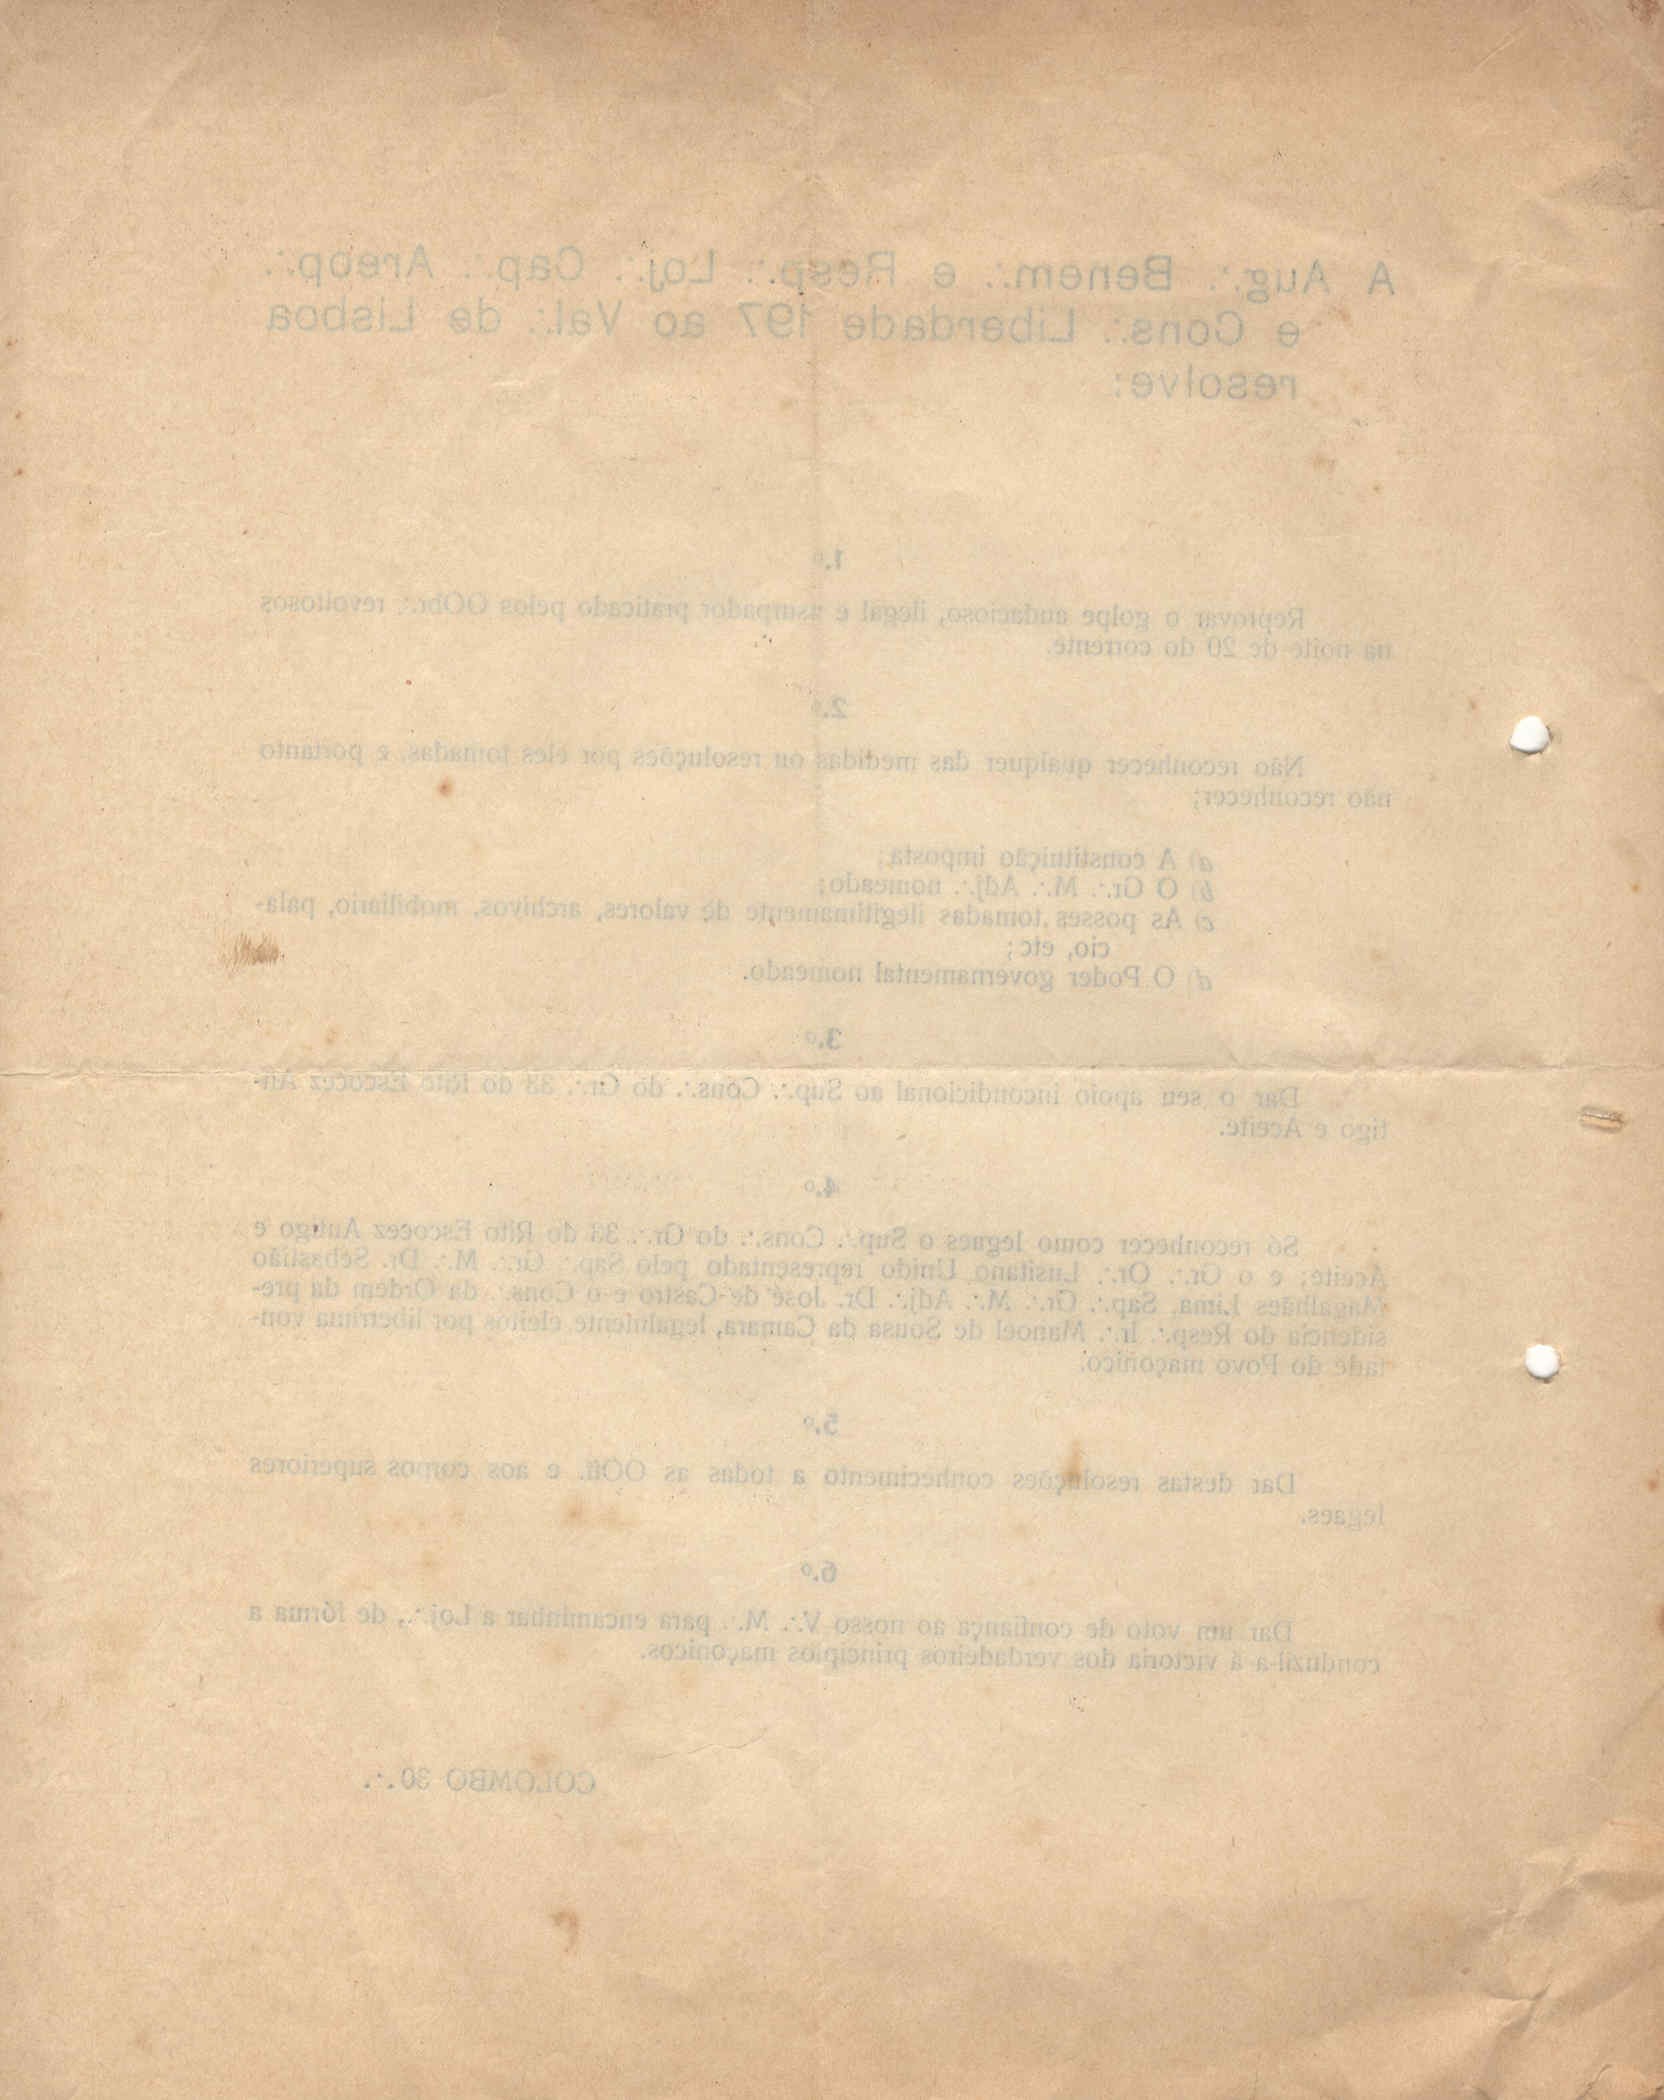 A Aug∴ Benem∴ e Resp∴ Loj∴ Cap∴ Areop∴
e Cons∴ Liberdade 197 ao Val∴ de Lisboa
resolve:
1.º
Reprovar o golpe audacioso, ilegal e usurpador praticado pelos OObr∴ revoltosos
na noite de 20 do corrente.
2.º
Não reconhecer qualquer das medidas ou resoluções por eles tomadas, e portanto
não reconhecer;
a) A constituição imposta;
b) O Gr∴ M∴ Adj∴ nomeado;
c) As posses tomadas ilegitimamente de valores, archivos, mobiliario, pala-
cio, etc;
d) O Poder governamental nomeado.
3.º
Dar o seu apoio incondicional ao Sup∴ Cons∴ do Gr∴ 33 do Rito Escocez An-
tigo e Aceite.
4.º
Só reconhecer como legaes o Sup∴ Cons∴ do Gr∴ 33 do Rito Escocez Antigo e
Aceite; e o Gr∴ Or∴ Lusitano Unido representado pelo Sap∴ Gr∴ M∴ Dr. Sebastião
Magalhães Lima, Sap∴ Gr∴ M∴ Adj∴ Dr. José de Castro e o Cons∴ da Ordem da pre-
sidencia do Resp∴ Ir∴ Manoel de Sousa da Camara, legalmente eleitos por liberrima von-
tade do Povo maçonico.
5.º
Dar destas resoluções conhecimento a todas as OOff. e aos corpos superiores
legaes.
6.º
Dar um voto de confiança ao nosso V∴ M∴ para encaminhar a Loj∴, de fórma a
conduzil-a á victoria dos verdadeiros principios maçonicos.
COLOMBO 30∴